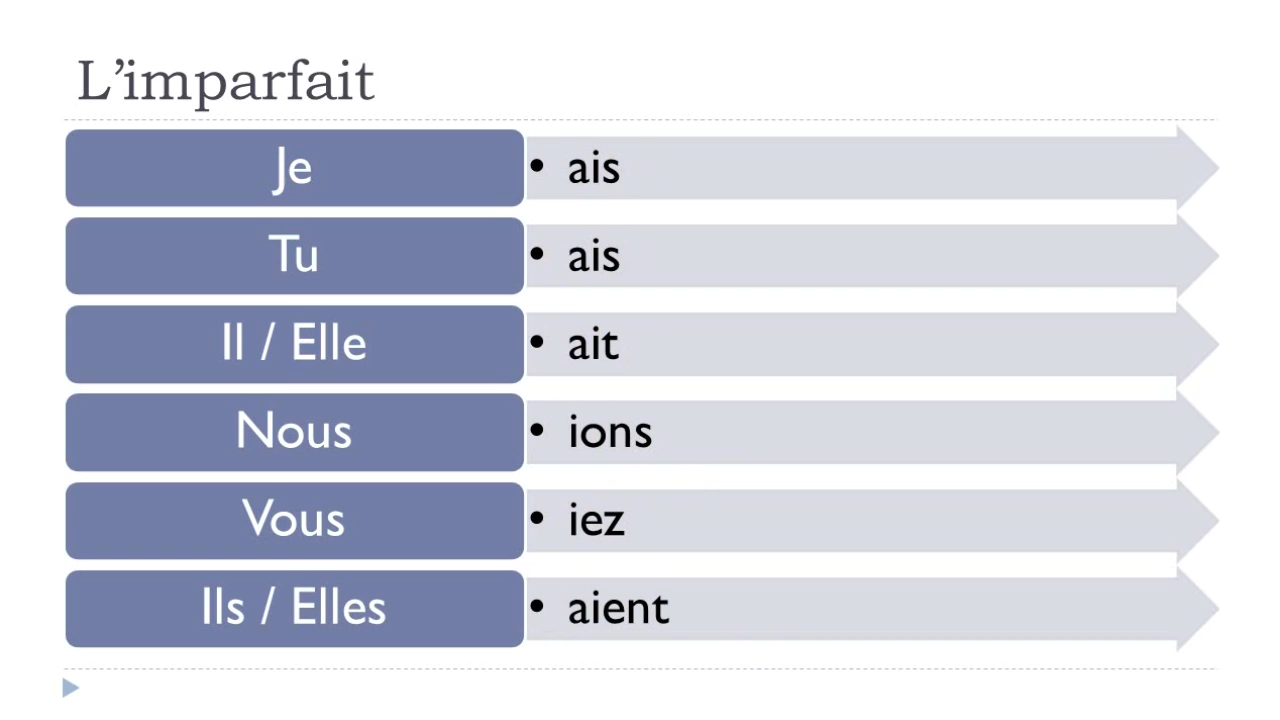 L’imparfait
Je • ais
Tu • ais
Il / Elle • ait
Nous • ions
Vous • iez
Ils / Elles • aient